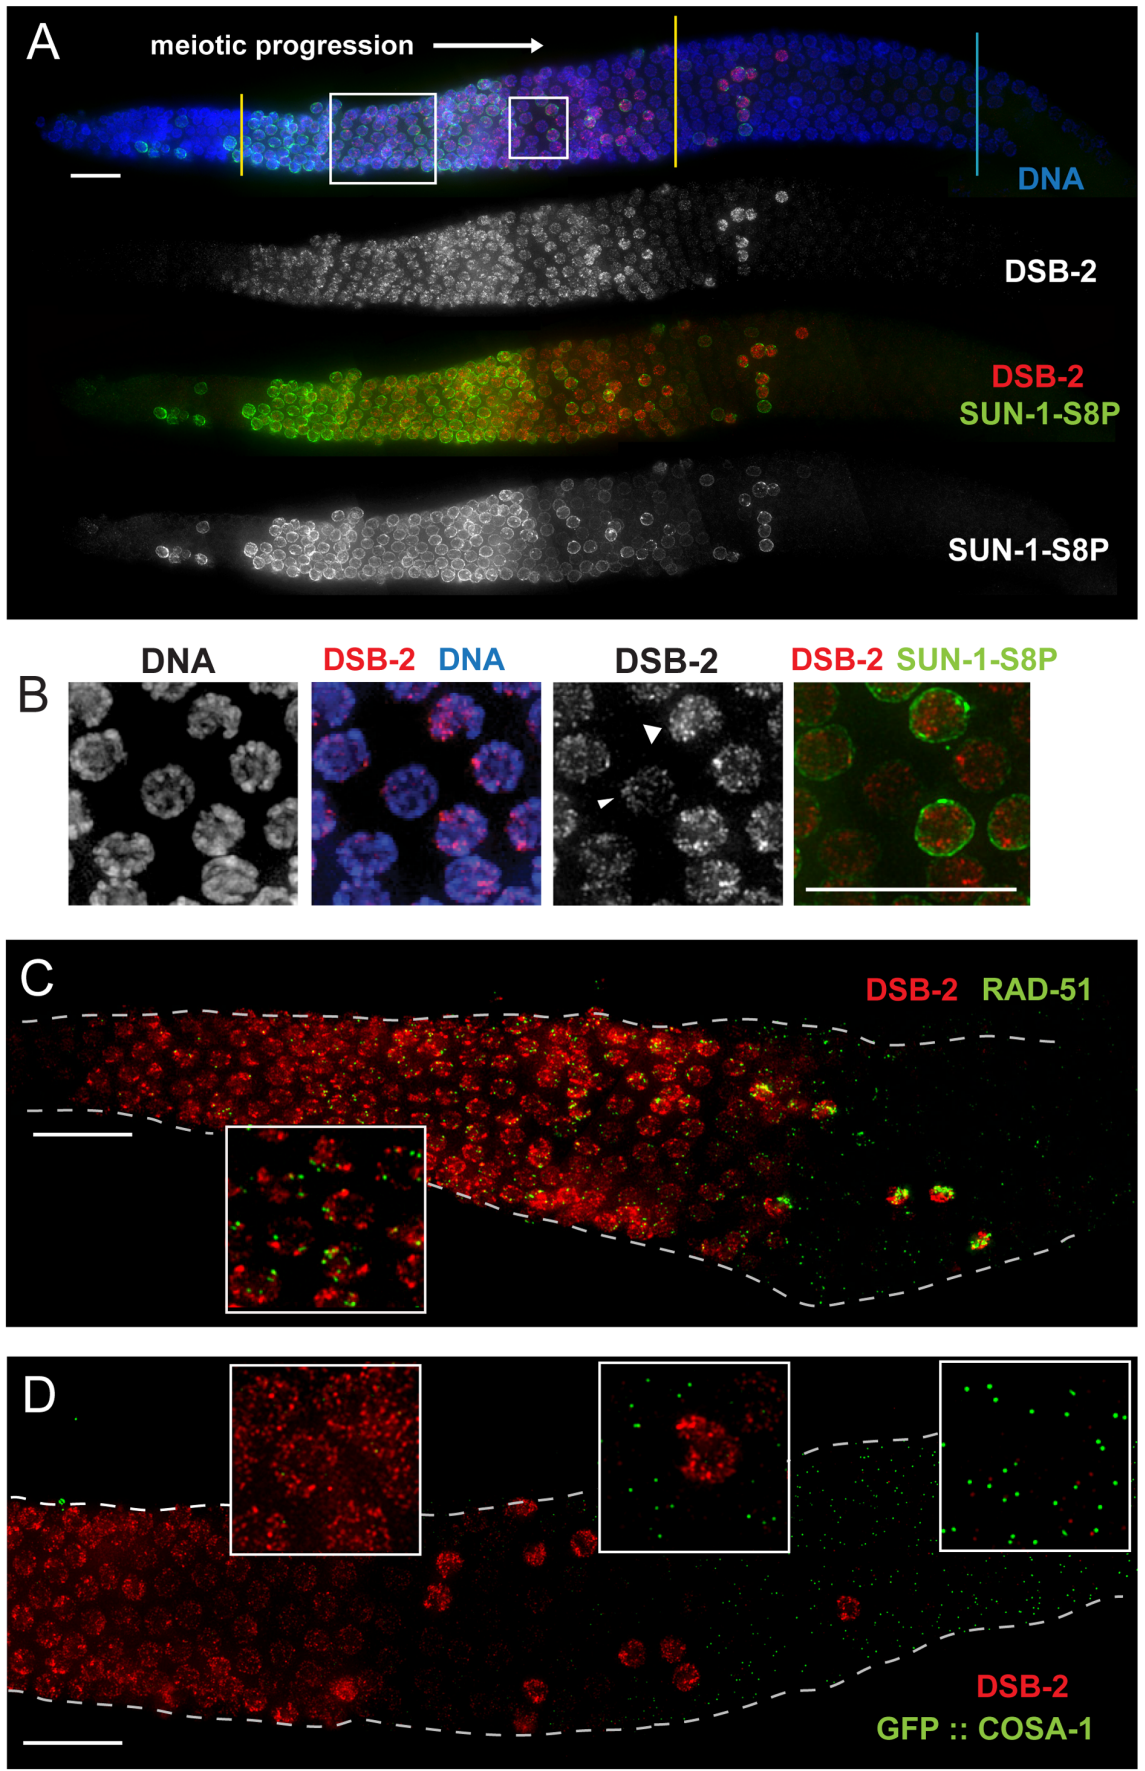 A
meiotic progression
DNA
DSB-2
DSB-2
SUN-1-S8P
SUN-1-S8P
B
DNA
DSB-2 DNA
DSB-2
DSB-2 SUN-1-S8P
C
DSB-2 RAD-51
D
DSB-2
GFP :: COSA-1